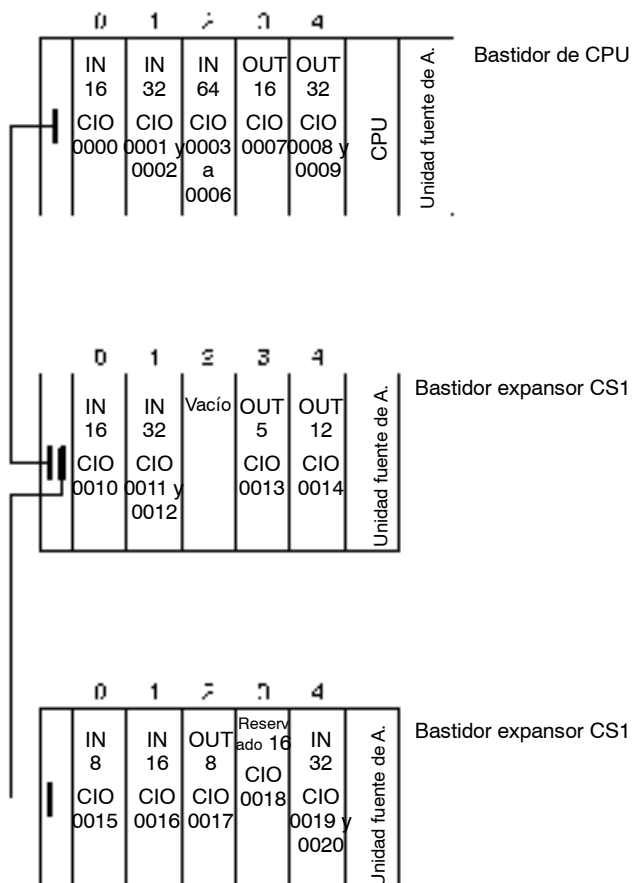 0 1 2 3 4
Bastidor de CPU
IN 16 CIO 0000
IN 32 CIO 0001 y 0002
IN 64 CIO 0003 a 0006
OUT 16 CIO 0007
OUT 32 CIO 0008 y 0009
CPU
Unidad fuente de A.
0 1 2 3 4
Bastidor expansor CS1
IN 16 CIO 0010
IN 32 CIO 0011 y 0012
Vacío
OUT 5 CIO 0013
OUT 12 CIO 0014
Unidad fuente de A.
0 1 2 3 4
Bastidor expansor CS1
IN 8 CIO 0015
IN 16 CIO 0016
OUT 8 CIO 0017
Reserv ado 16 CIO 0018
IN 32 CIO 0019 y 0020
Unidad fuente de A.